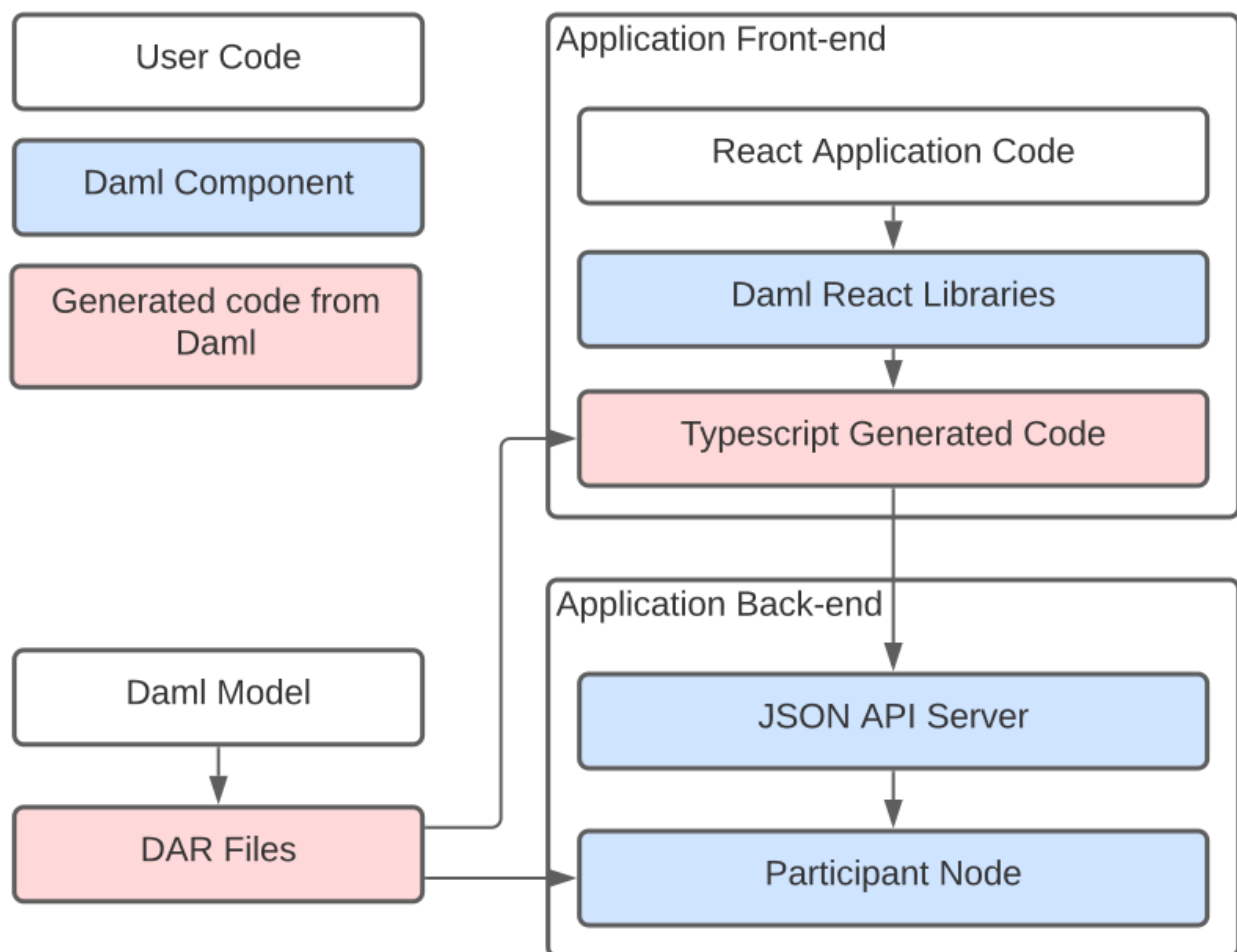 User Code
Daml Component
Generated code from
Daml
Application Front-end
React Application Code
Daml React Libraries
Typescript Generated Code
Application Back-end
JSON API Server
Participant Node
Daml Model
DAR Files